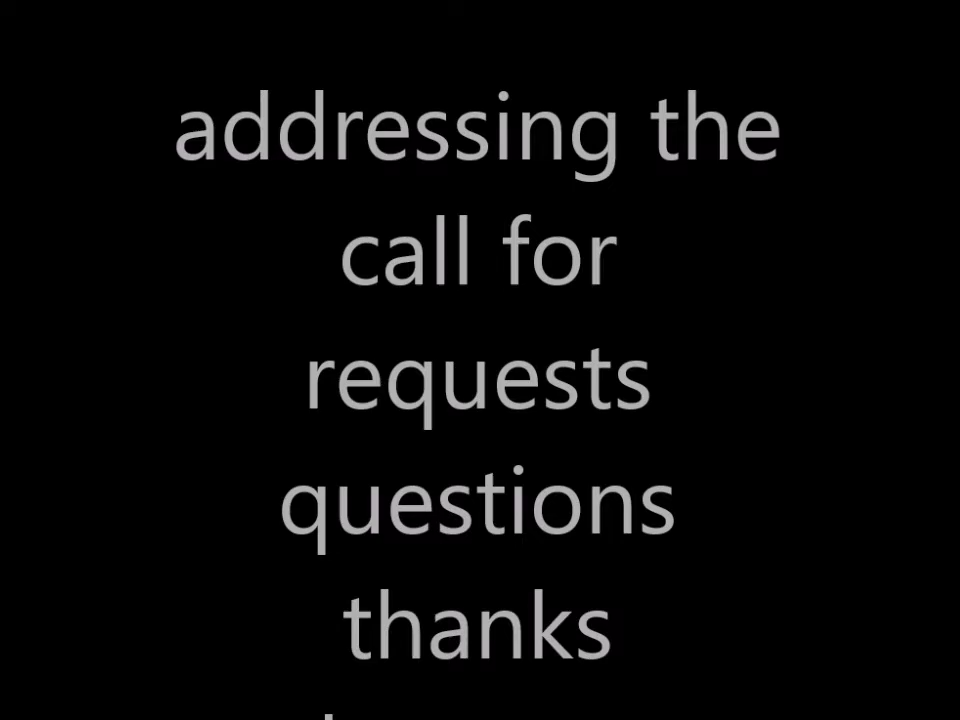 addressing the
call for
requests
questions
thanks